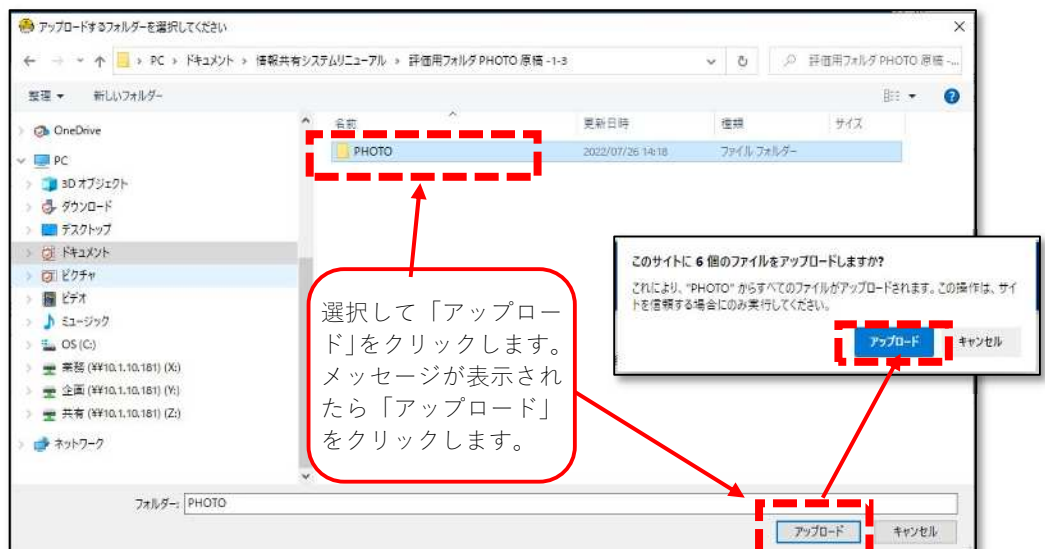 アップロードするフォルダーを選択してください
PC › ドキュメント › 情報共有システムリニューアル › 評価用フォルダ PHOTO 原稿 -1-3
評価用フォルダ PHOTO 原稿 -...
整理 新しいフォルダー
名前 更新日時 種類 サイズ
OneDrive
PHOTO 2022/07/26 14:18 ファイル フォルダー
PC
3D オブジェクト
ダウンロード
デスクトップ
ドキュメント
ピクチャ
ビデオ
ミュージック
OS (C:)
業務 (¥¥10.1.10.181) (X:)
企画 (¥¥10.1.10.181) (Y:)
共有 (¥¥10.1.10.181) (Z:)
ネットワーク
選択して「アップロー
ド」をクリックします。
メッセージが表示され
たら「アップロード」
をクリックします。
このサイトに 6 個のファイルをアップロードしますか?
これにより、"PHOTO" からすべてのファイルがアップロードされます。この操作は、サイ
トを信頼する場合にのみ実行してください。
アップロード キャンセル
フォルダー: PHOTO
アップロード キャンセル